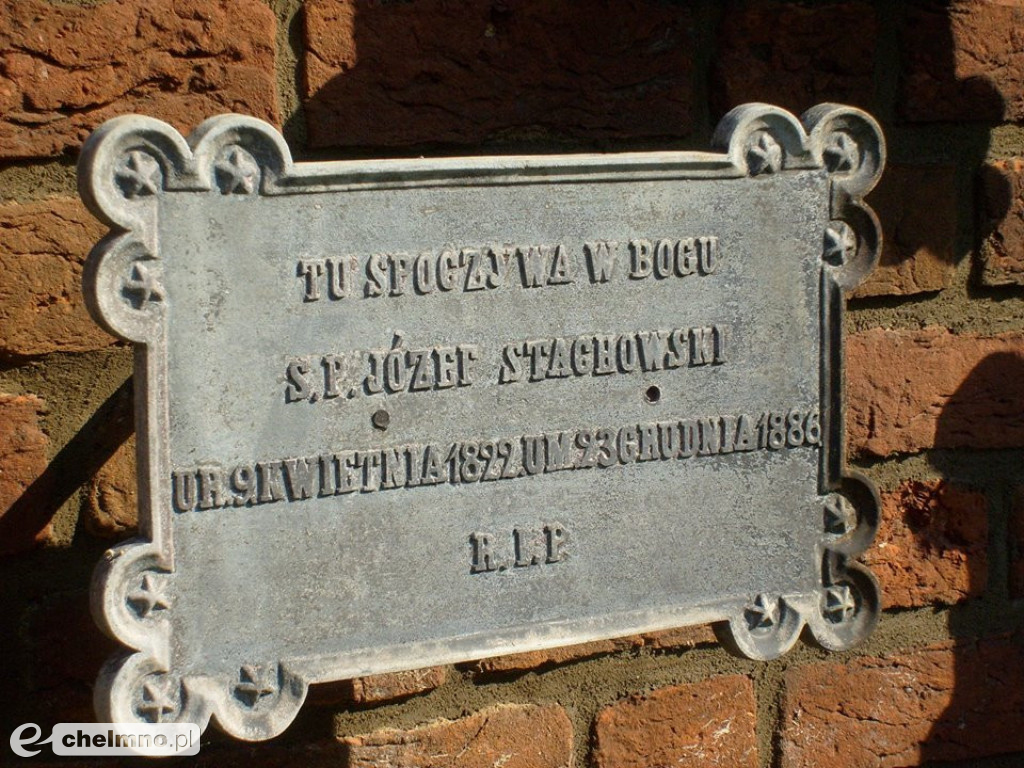 TU SPOCZYWA W BOGU
S.P. JÓZEF STACHOWSKI
UR. 9 KWIETNIA 1822. UM. 23 GRUDNIA 1886
R.I.P.
e-chelmno.pl